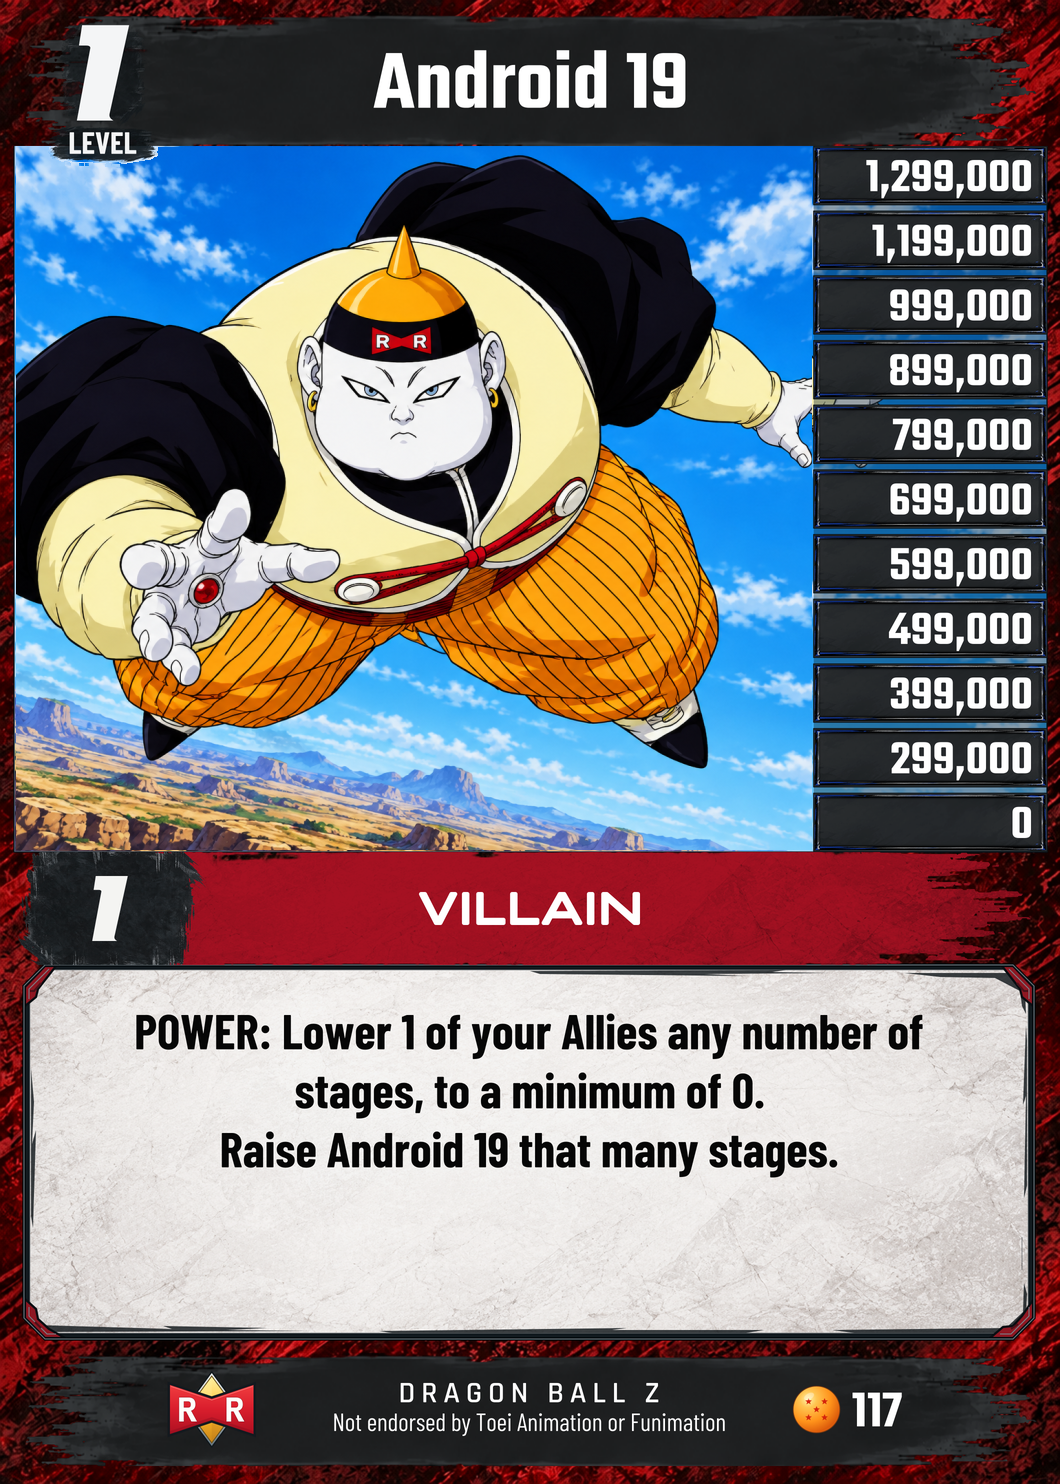 1
LEVEL
Android 19
R R
1,299,000
1,199,000
999,000
899,000
799,000
699,000
599,000
499,000
399,000
299,000
0
1
VILLAIN
POWER: Lower 1 of your Allies any number of
stages, to a minimum of 0.
Raise Android 19 that many stages.
R R
DRAGON BALL Z
Not endorsed by Toei Animation or Funimation
117